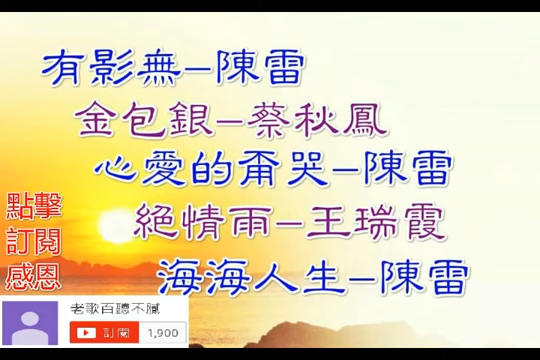 有影無–陳雷
金包銀–蔡秋鳳
心愛的甭哭–陳雷
絕情雨–王瑞霞
海海人生–陳雷
點擊
訂閱
感恩
老歌百聽不膩
訂閱 1,900